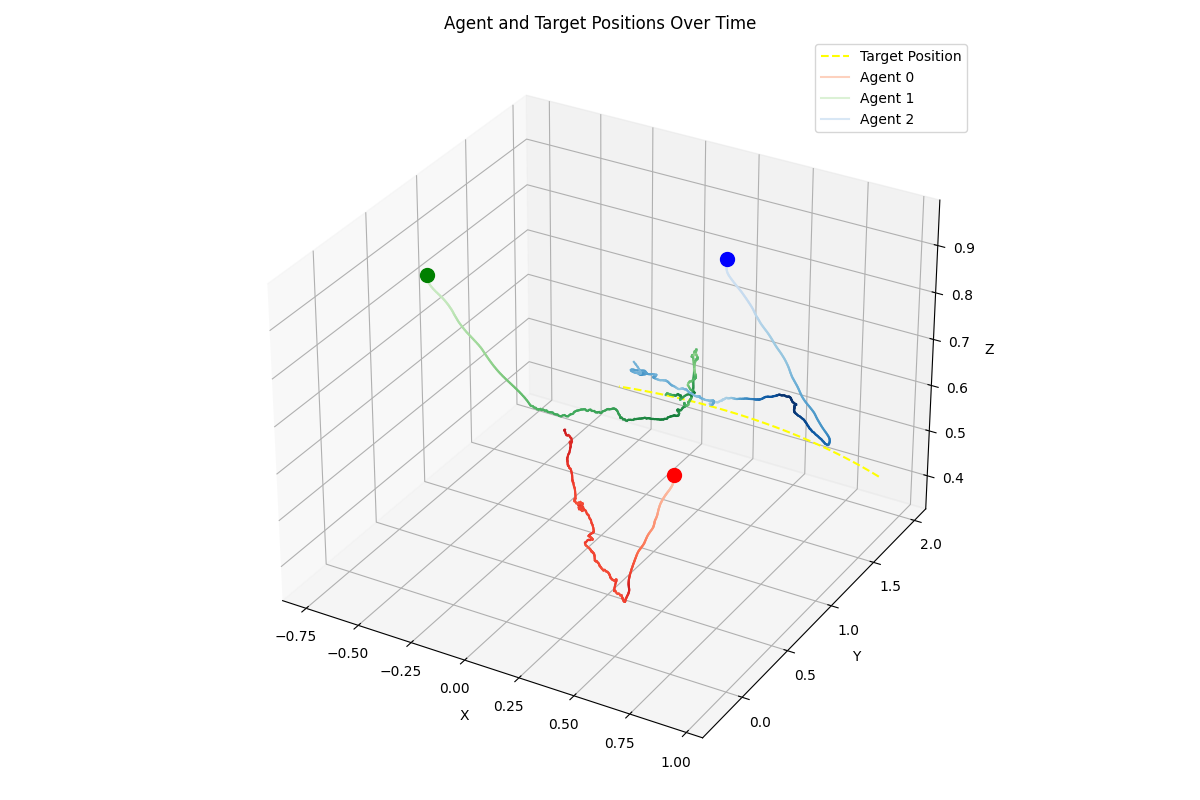 Agent and Target Positions Over Time
Target Position
Agent 0
Agent 1
Agent 2
0.9
0.8
0.7
0.6
0.5
0.4
Z
2.0
1.5
1.0
0.5
0.0
Y
−0.75
−0.50
−0.25
0.00
0.25
0.50
0.75
1.00
X